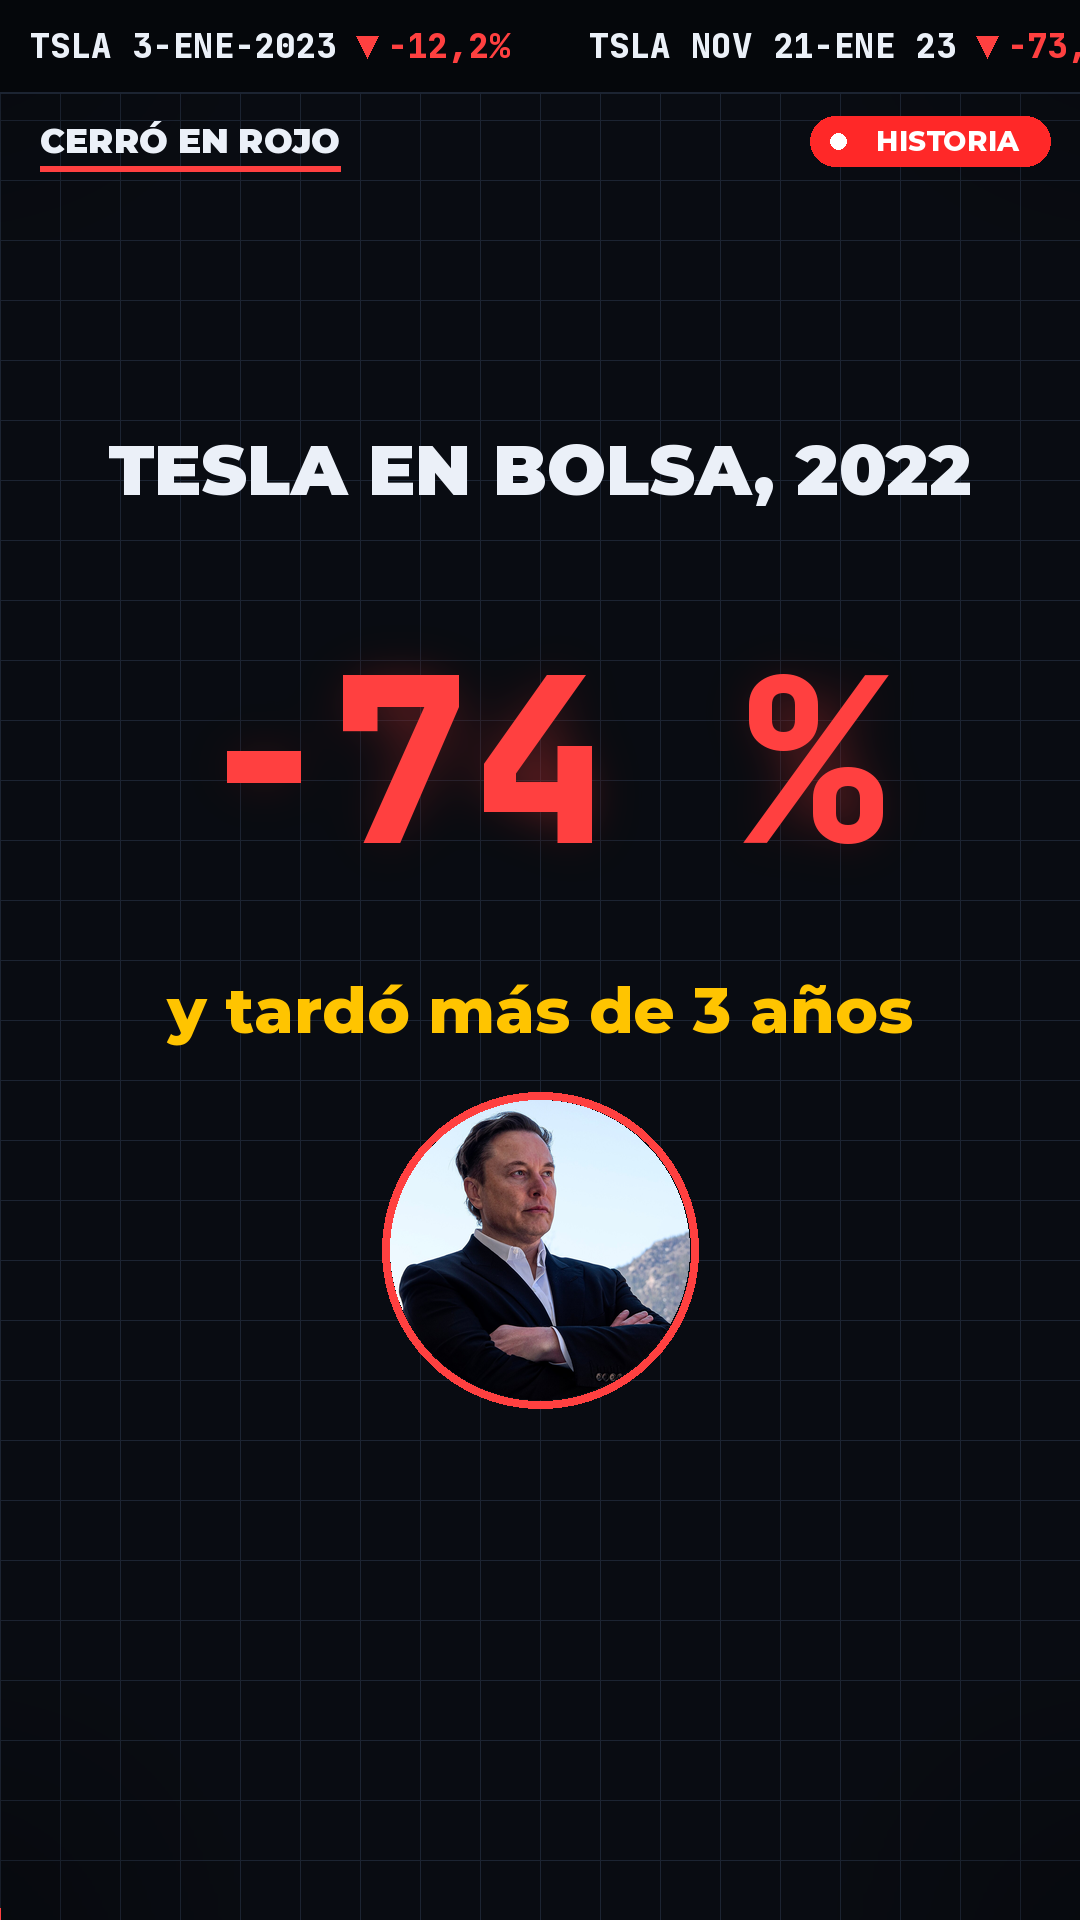 TSLA 3-ENE-2023 ▼ -12,2% TSLA NOV 21-ENE 23 ▼ -73,
CERRÓ EN ROJO
HISTORIA
TESLA EN BOLSA, 2022
-74 %
y tardó más de 3 años